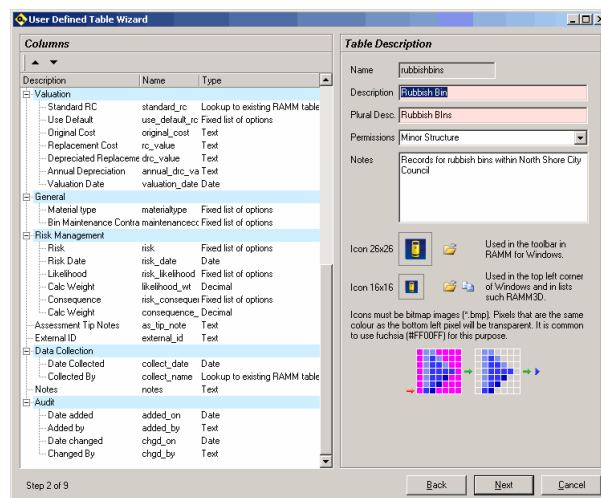 User Defined Table Wizard
Columns
Description Name Type
Valuation
Standard RC standard_rc Lookup to existing RAMM table
Use Default use_default_rc Fixed list of options
Original Cost original_cost Text
Replacement Cost rc_value Text
Depreciated Replaceme drc_value Text
Annual Depreciation annual_drc_va Text
Valuation Date valuation_date Date
General
Material type materialtype Fixed list of options
Bin Maintenance Contra maintenancecc Fixed list of options
Risk Management
Risk risk Fixed list of options
Risk Date risk_date Date
Likelihood risk_likelihood Fixed list of options
Calc Weight likelihood_wt Decimal
Consequence risk_consequer Fixed list of options
Calc Weight consequence_ Decimal
Assessment Tip Notes as_tip_note Text
External ID external_id Text
Data Collection
Date Collected collect_date Date
Collected By collect_name Lookup to existing RAMM table
Notes notes Text
Audit
Date added added_on Date
Added by added_by Text
Date changed chgd_on Date
Changed By chgd_by Text
Table Description
Name rubbishbins
Description Rubbish Bin
Plural Desc. Rubbish BIns
Permissions Minor Structure
Notes Records for rubbish bins within North Shore City
Council
Icon 26x26 Used in the toolbar in
RAMM for Windows.
Icon 16x16 Used in the top left corner
of Windows and in lists
such RAMM3D.
Icons must be bitmap images (*.bmp). Pixels that are the same
colour as the bottom left pixel will be transparent. It is common
to use fuchsia (#FF00FF) for this purpose.
Step 2 of 9
Back Next Cancel